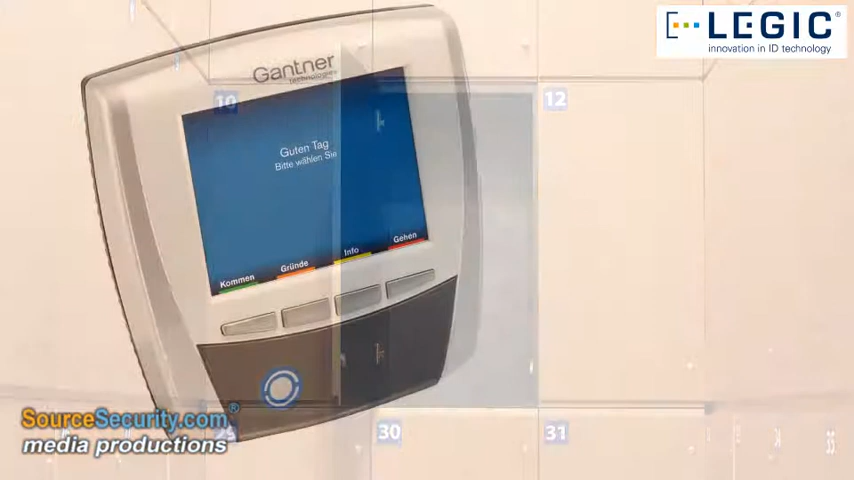 LEGIC®
innovation in ID technology
Gantner
technologies
10
12
Guten Tag
Bitte wählen Sie
Kommen
Gründe
Info
Gehen
SourceSecurity.com®
media productions
30
31